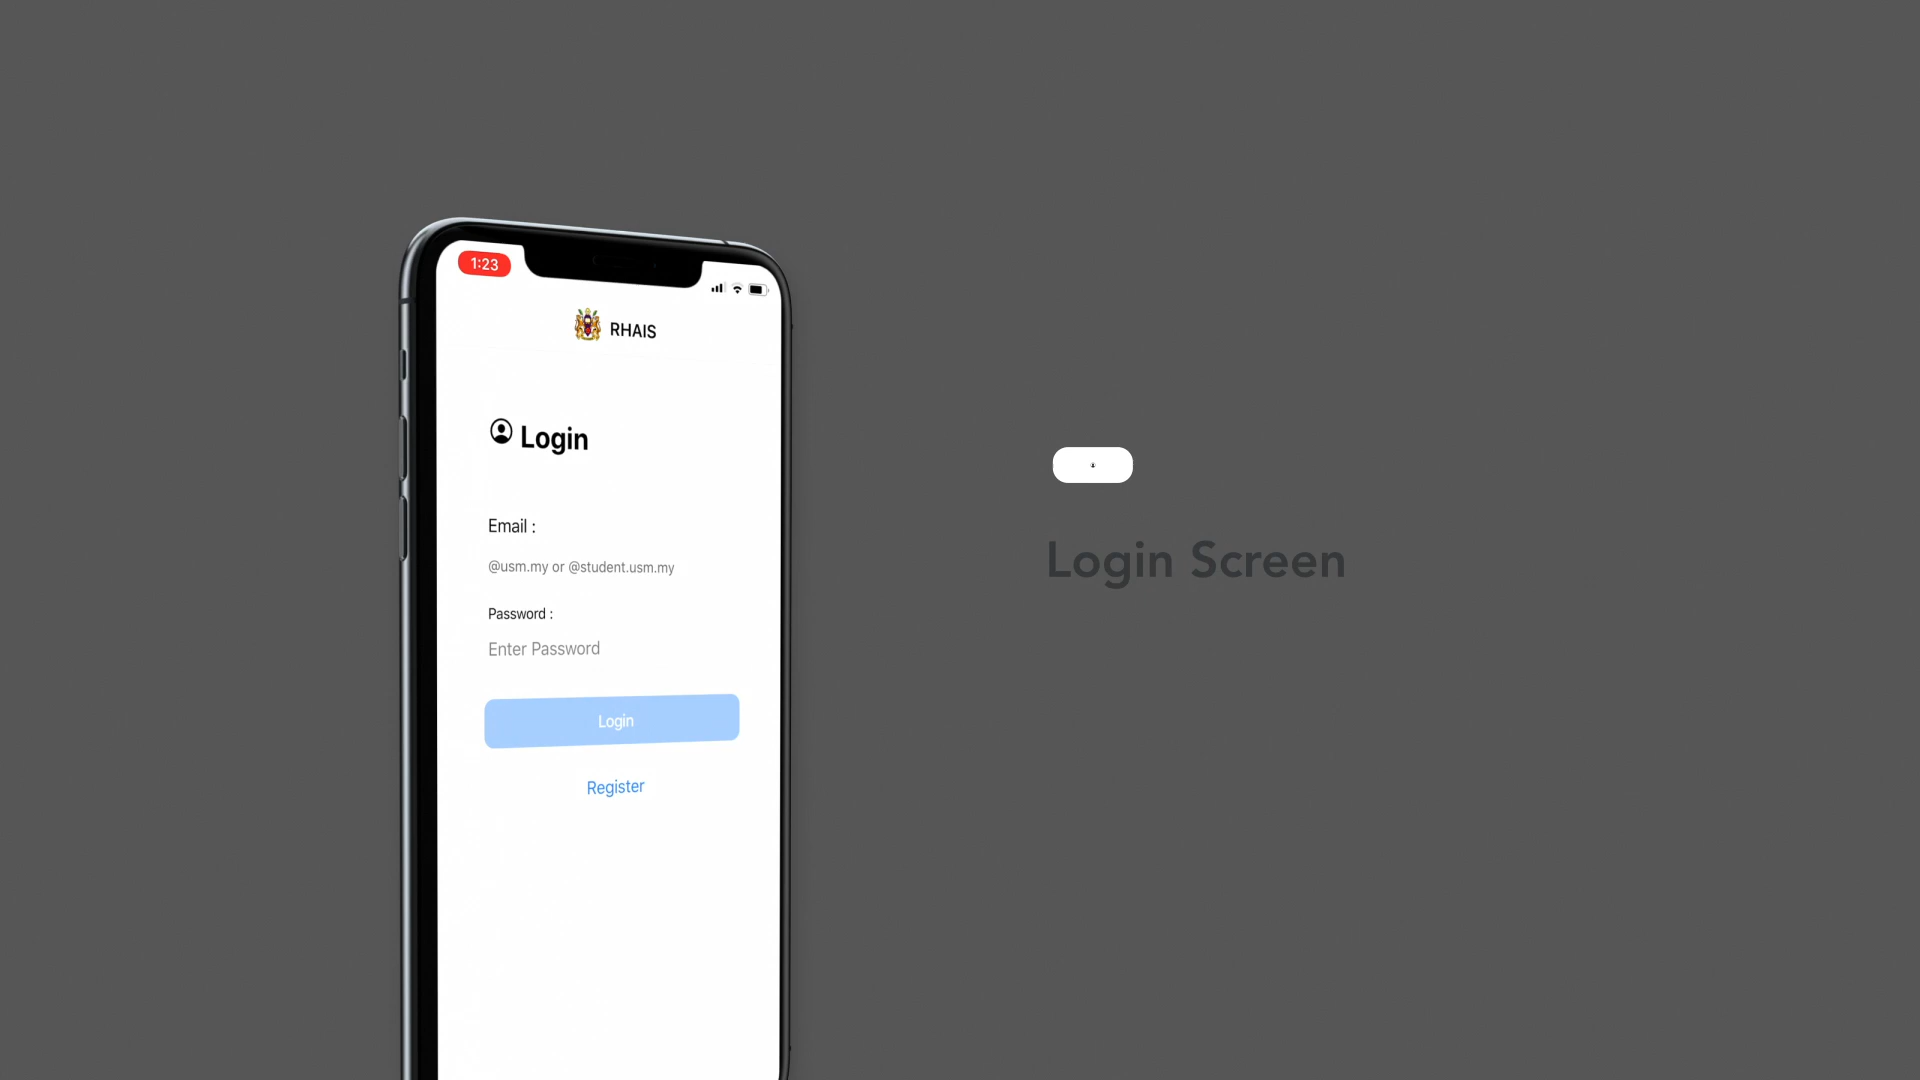 1:23
RHAIS
Login
Email :
@usm.my or @student.usm.my
Password :
Enter Password
Login
Register
Login Screen